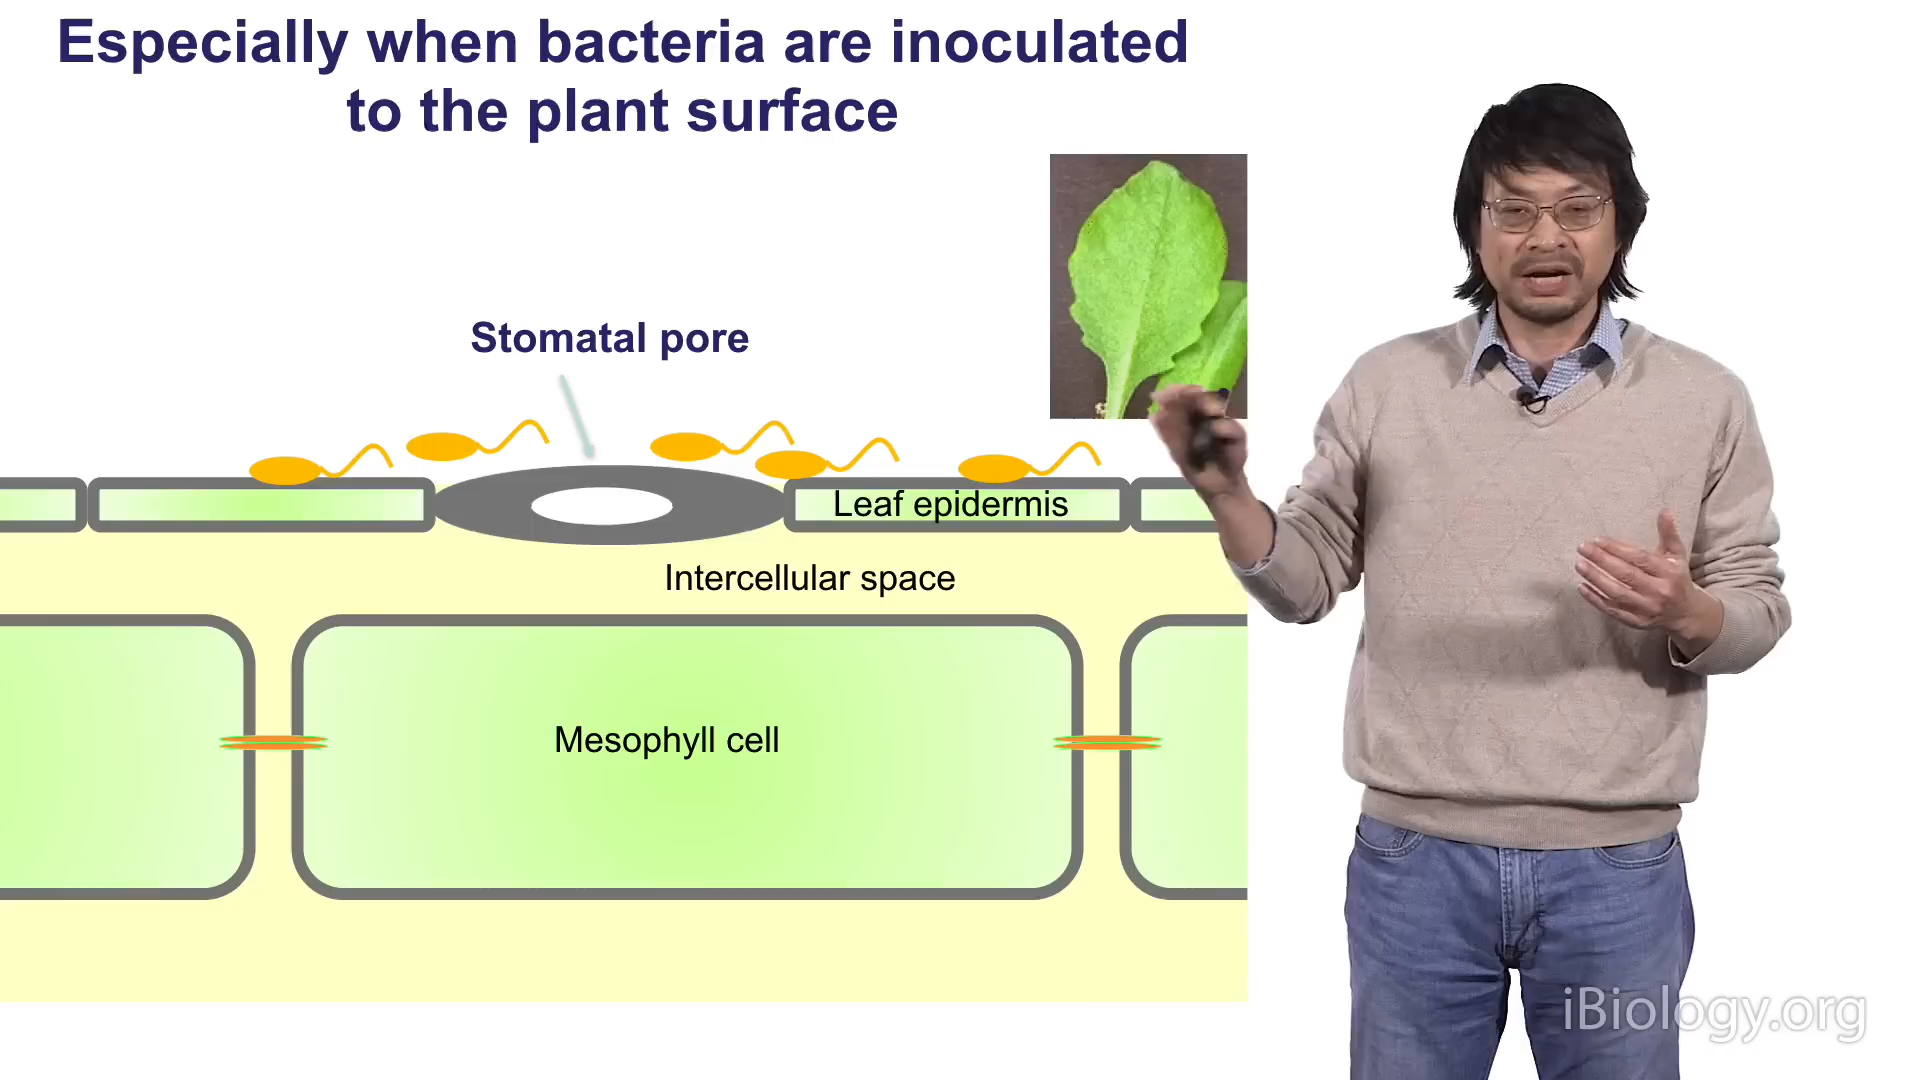 Especially when bacteria are inoculated
to the plant surface
Stomatal pore
Leaf epidermis
Intercellular space
Mesophyll cell
iBiology.org